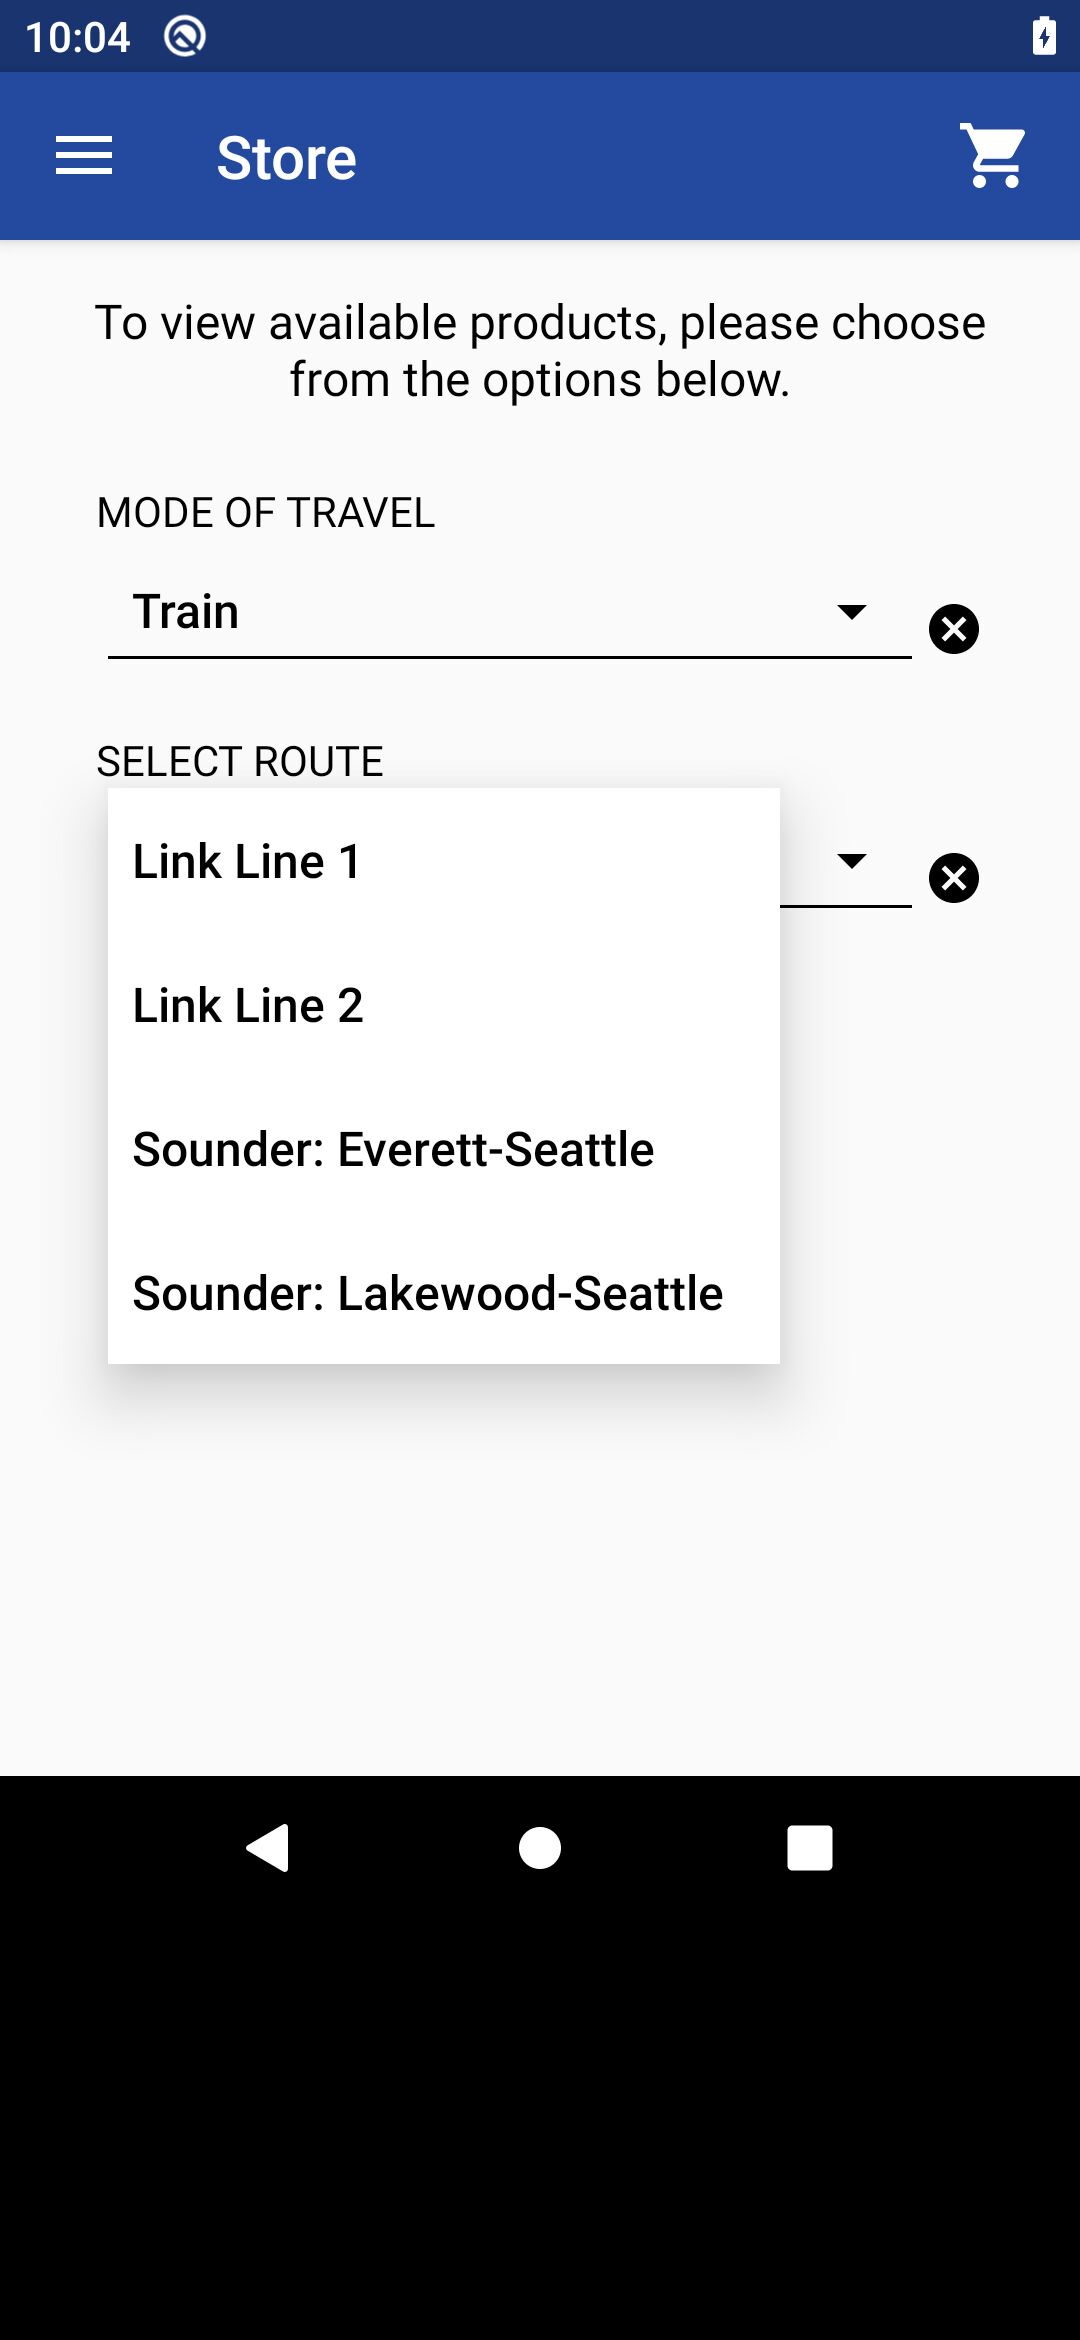 10:04
Store
To view available products, please choose
from the options below.
MODE OF TRAVEL
Train
SELECT ROUTE
Link Line 1
Link Line 2
Sounder: Everett-Seattle
Sounder: Lakewood-Seattle